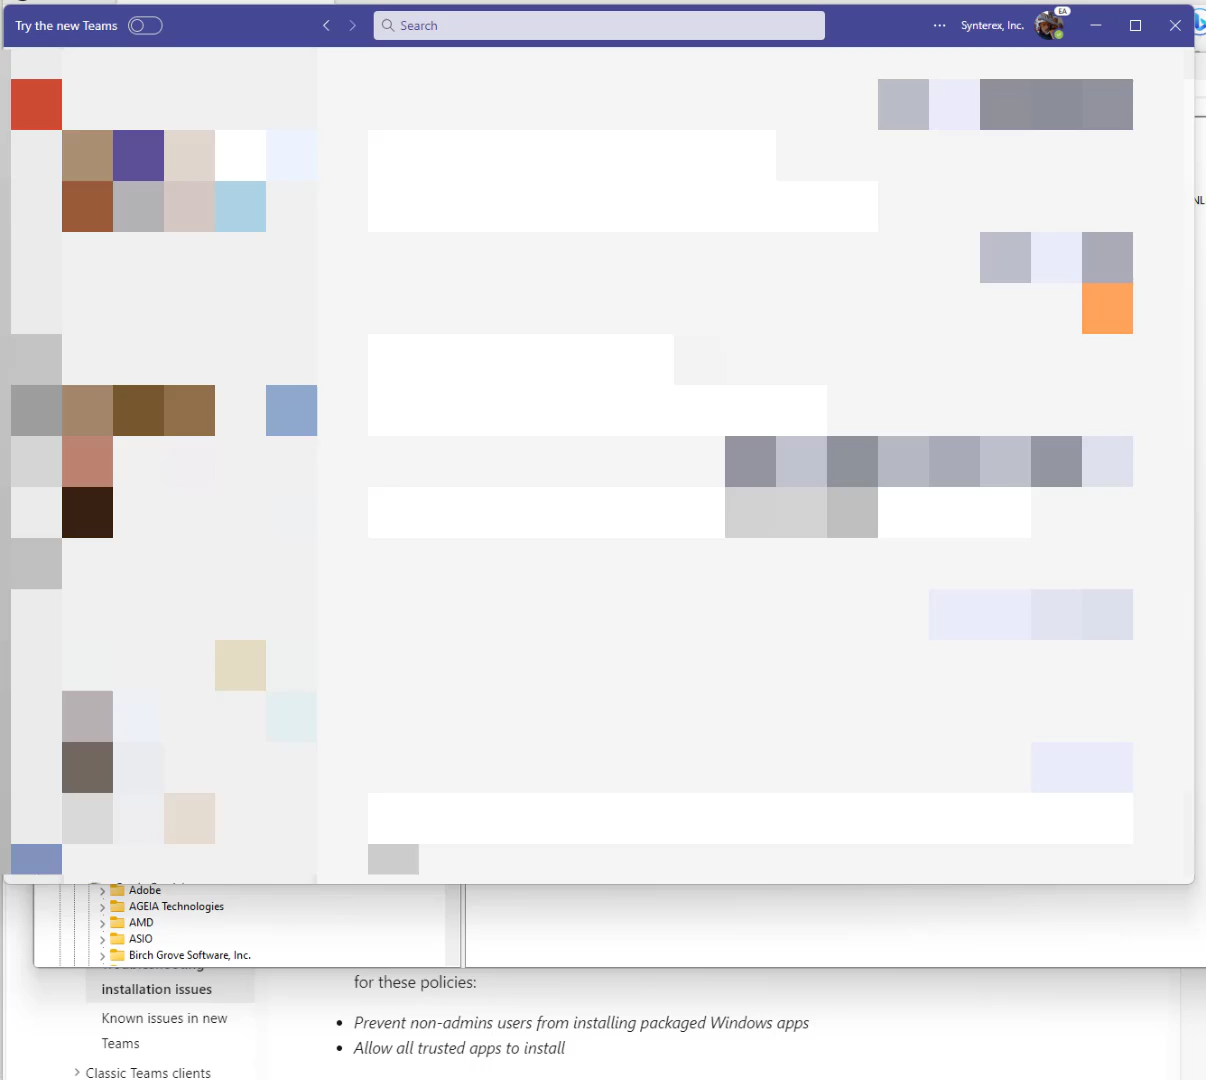 Try the new Teams
Search
Synterex, Inc.
EA
NL
Adobe
AGEIA Technologies
AMD
ASIO
Birch Grove Software, Inc.
installation issues
Known issues in new
Teams
Classic Teams clients
for these policies:
• Prevent non-admins users from installing packaged Windows apps
• Allow all trusted apps to install